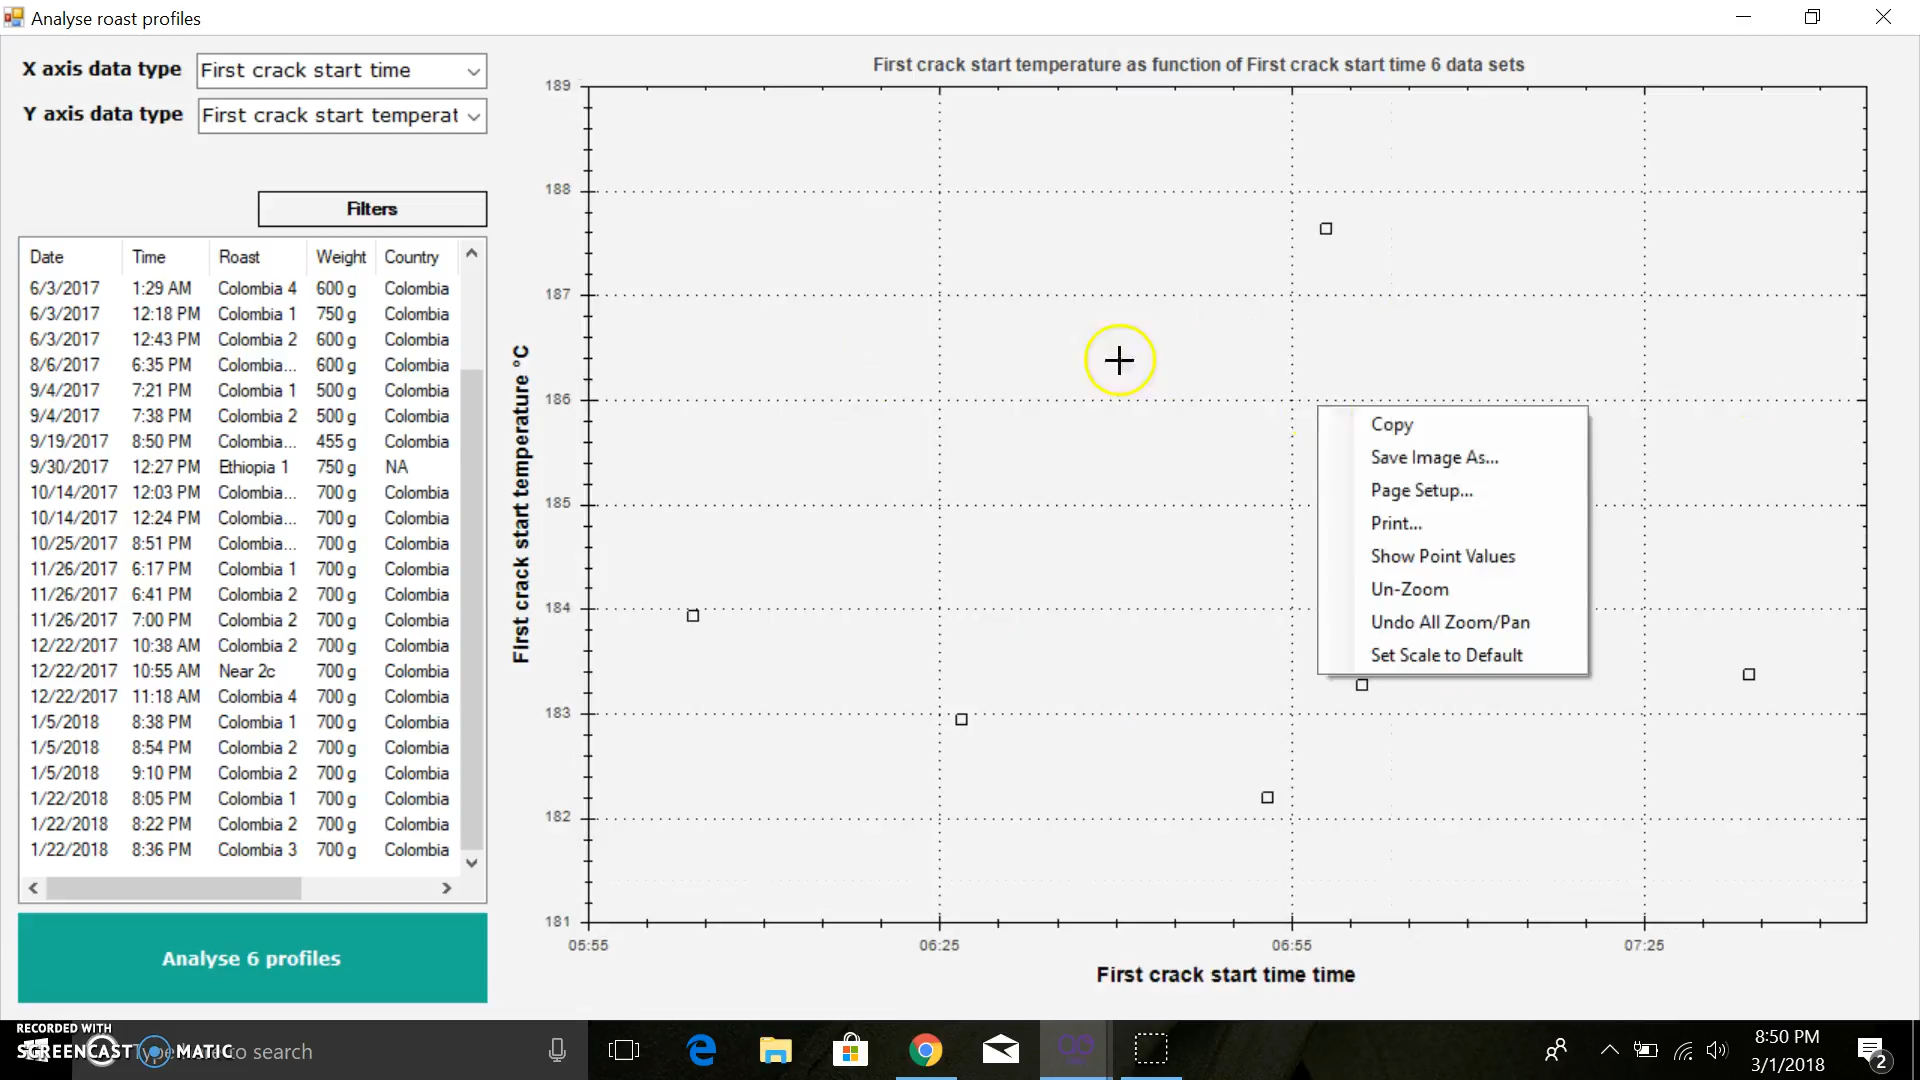 Analyse roast profiles
X axis data type First crack start time
Y axis data type First crack start temperat
Filters
Date Time Roast Weight Country
6/3/2017 1:29 AM Colombia 4 600 g Colombia
6/3/2017 12:18 PM Colombia 1 750 g Colombia
6/3/2017 12:43 PM Colombia 2 600 g Colombia
8/6/2017 6:35 PM Colombia... 600 g Colombia
9/4/2017 7:21 PM Colombia 1 500 g Colombia
9/4/2017 7:38 PM Colombia 2 500 g Colombia
9/19/2017 8:50 PM Colombia... 455 g Colombia
9/30/2017 12:27 PM Ethiopia 1 750 g NA
10/14/2017 12:03 PM Colombia... 700 g Colombia
10/14/2017 12:24 PM Colombia... 700 g Colombia
10/25/2017 8:51 PM Colombia... 700 g Colombia
11/26/2017 6:17 PM Colombia 1 700 g Colombia
11/26/2017 6:41 PM Colombia 2 700 g Colombia
11/26/2017 7:00 PM Colombia 2 700 g Colombia
12/22/2017 10:38 AM Colombia 2 700 g Colombia
12/22/2017 10:55 AM Near 2c 700 g Colombia
12/22/2017 11:18 AM Colombia 4 700 g Colombia
1/5/2018 8:38 PM Colombia 1 700 g Colombia
1/5/2018 8:54 PM Colombia 2 700 g Colombia
1/5/2018 9:10 PM Colombia 2 700 g Colombia
1/22/2018 8:05 PM Colombia 1 700 g Colombia
1/22/2018 8:22 PM Colombia 2 700 g Colombia
1/22/2018 8:36 PM Colombia 3 700 g Colombia
Analyse 6 profiles
First crack start temperature as function of First crack start time 6 data sets
First crack start temperature °C
189
188
187
186
185
184
183
182
181
05:55 06:25 06:55 07:25
First crack start time time
Copy
Save Image As...
Page Setup...
Print...
Show Point Values
Un-Zoom
Undo All Zoom/Pan
Set Scale to Default
RECORDED WITH
SCREENCAST MATIC
Type here to search
8:50 PM
3/1/2018
2